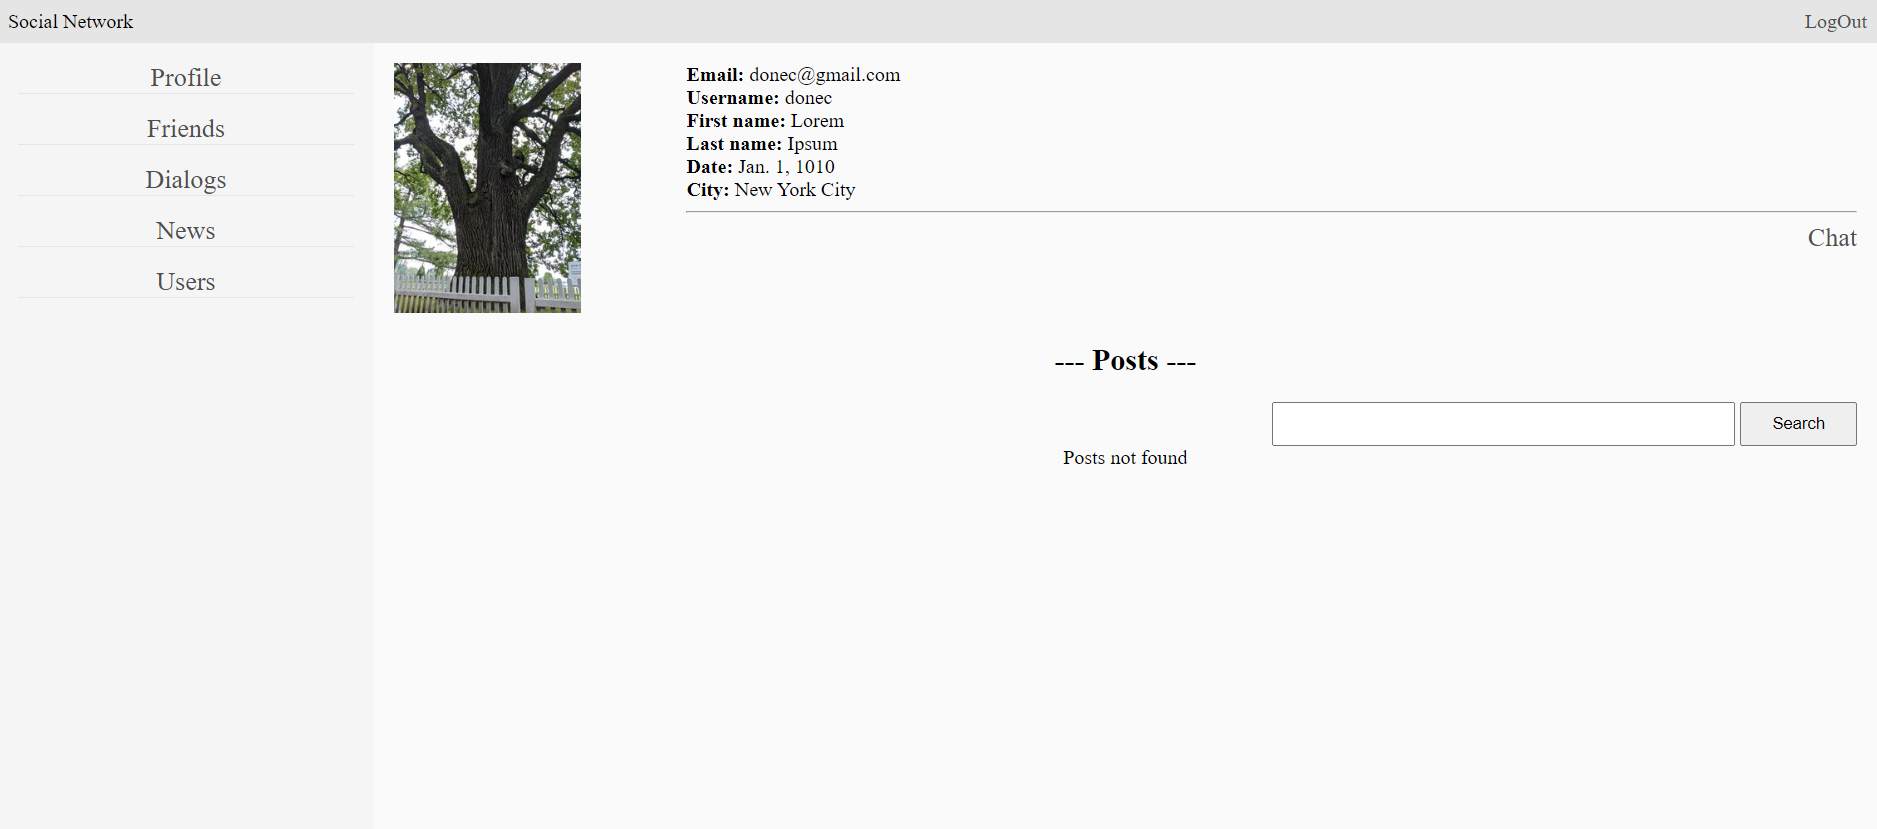 Social Network
LogOut
Profile
Friends
Dialogs
News
Users
Email: donec@gmail.com
Username: donec
First name: Lorem
Last name: Ipsum
Date: Jan. 1, 1010
City: New York City
Chat
--- Posts ---
Search
Posts not found